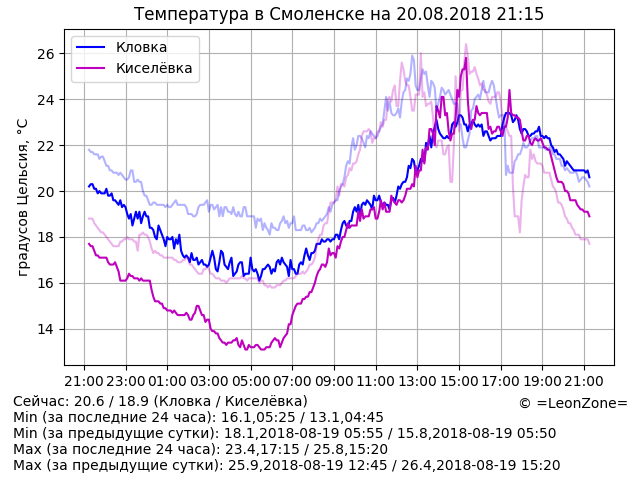 Температура в Смоленске на 20.08.2018 21:15
Кловка
Киселёвка
градусов Цельсия, °C
26
24
22
20
18
16
14
21:00 23:00 01:00 03:00 05:00 07:00 09:00 11:00 13:00 15:00 17:00 19:00 21:00
Сейчас: 20.6 / 18.9 (Кловка / Киселёвка)
© =LeonZone=
Min (за последние 24 часа): 16.1,05:25 / 13.1,04:45
Min (за предыдущие сутки): 18.1,2018-08-19 05:55 / 15.8,2018-08-19 05:50
Max (за последние 24 часа): 23.4,17:15 / 25.8,15:20
Max (за предыдущие сутки): 25.9,2018-08-19 12:45 / 26.4,2018-08-19 15:20